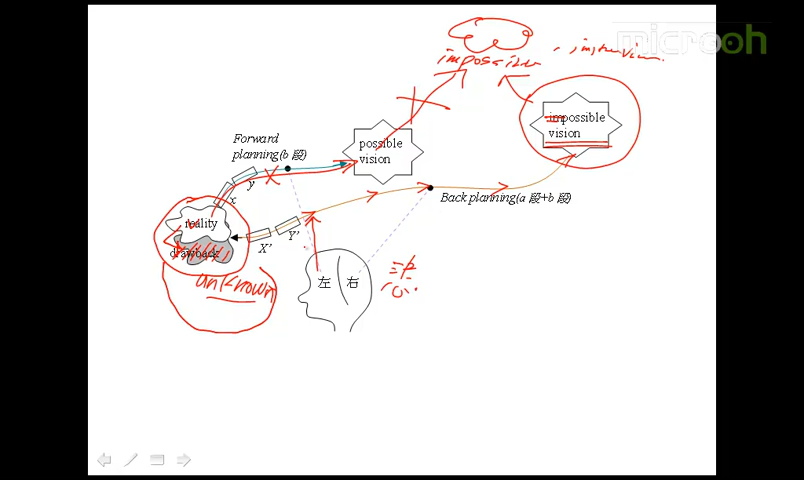 microoh
impossible
impossible
vision
Forward
planning(b 段)
possible
vision
y
x
reality
drawback
X'
Y'
Back planning(a 段+b 段)
unknown
左
右